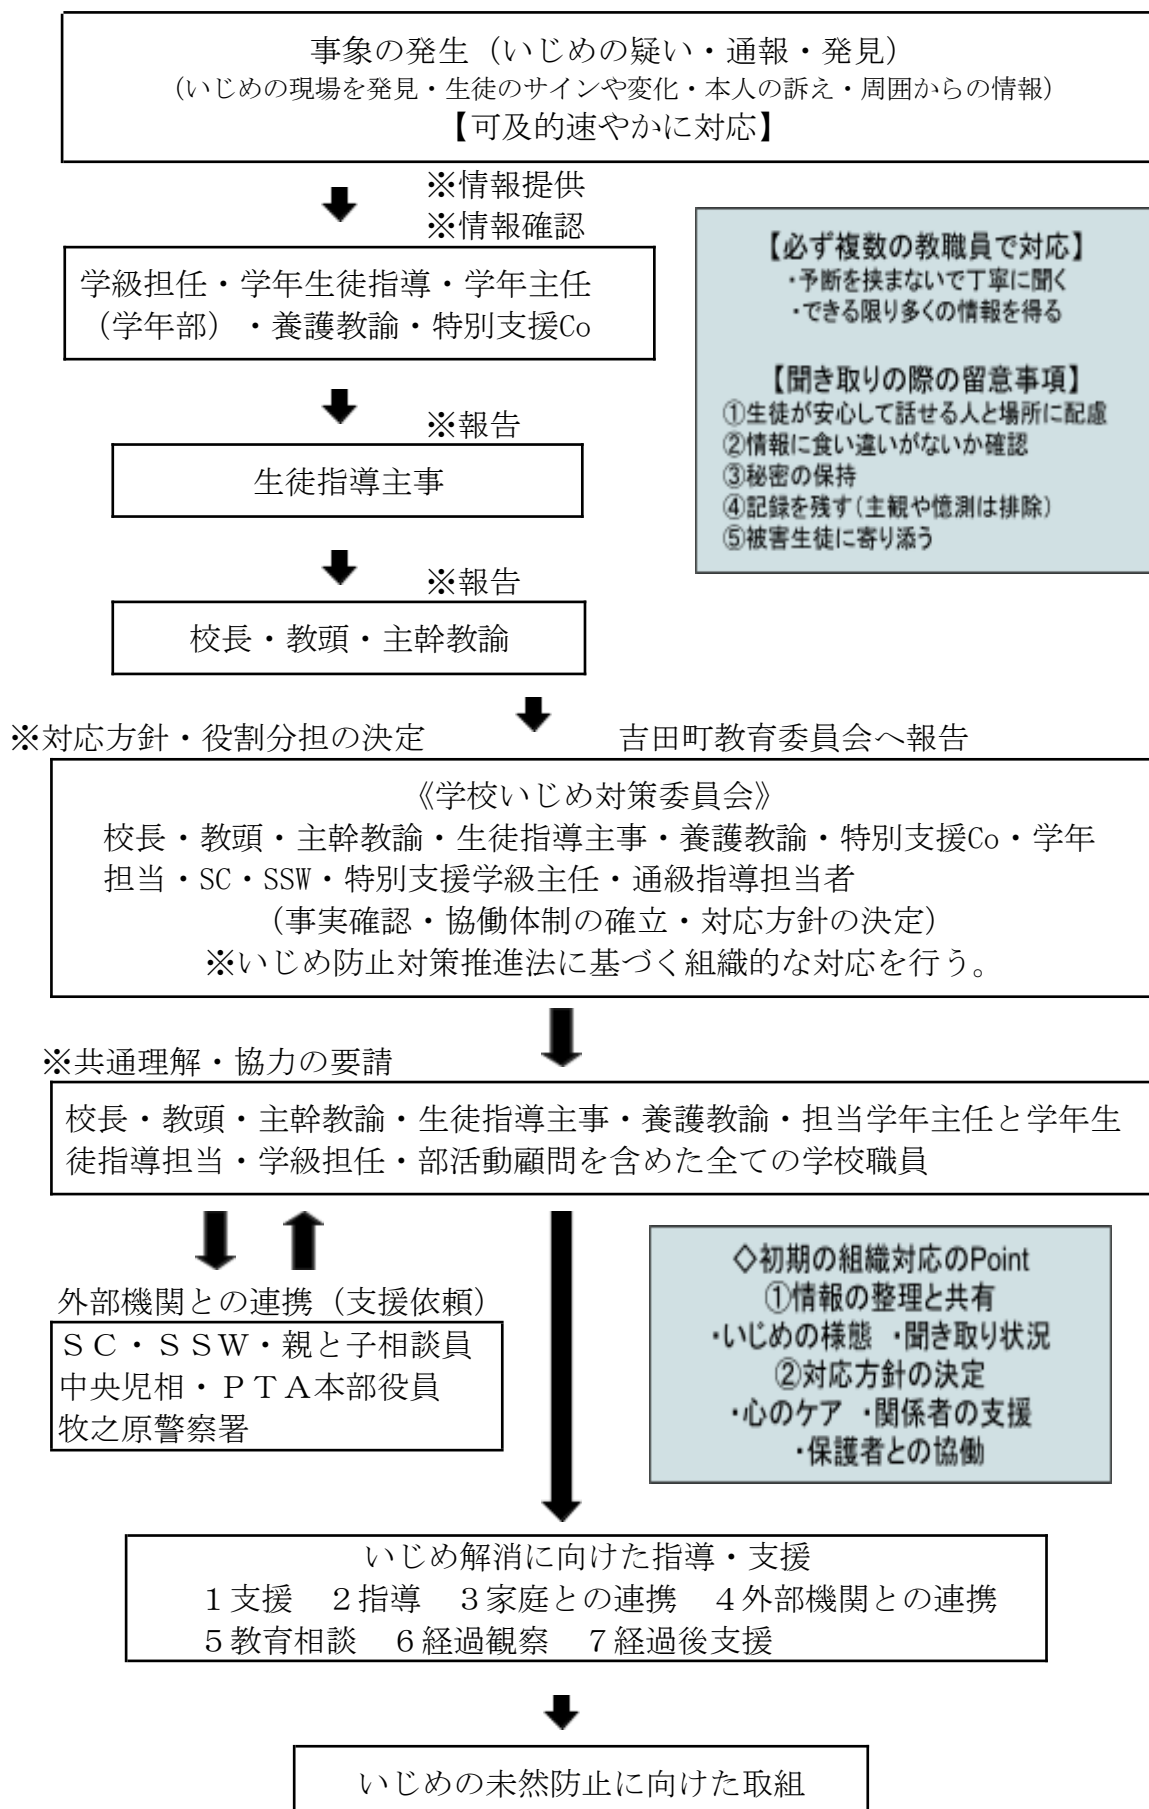 事象の発生（いじめの疑い・通報・発見）
（いじめの現場を発見・生徒のサインや変化・本人の訴え・周囲からの情報）
【可及的速やかに対応】
※情報提供
※情報確認
学級担任・学年生徒指導・学年主任
（学年部）・養護教諭・特別支援Co
【必ず複数の教職員で対応】
・予断を挟まないで丁寧に聞く
・できる限り多くの情報を得る
【聞き取りの際の留意事項】
①生徒が安心して話せる人と場所に配慮
②情報に食い違いがないか確認
③秘密の保持
④記録を残す（主観や憶測は排除）
⑤被害生徒に寄り添う
※報告
生徒指導主事
※報告
校長・教頭・主幹教諭
※対応方針・役割分担の決定
吉田町教育委員会へ報告
《学校いじめ対策委員会》
校長・教頭・主幹教諭・生徒指導主事・養護教諭・特別支援Co・学年
担当・SC・SSW・特別支援学級主任・通級指導担当者
（事実確認・協働体制の確立・対応方針の決定）
※いじめ防止対策推進法に基づく組織的な対応を行う。
※共通理解・協力の要請
校長・教頭・主幹教諭・生徒指導主事・養護教諭・担当学年主任と学年生
徒指導担当・学級担任・部活動顧問を含めた全ての学校職員
外部機関との連携（支援依頼）
ＳＣ・ＳＳＷ・親と子相談員
中央児相・ＰＴＡ本部役員
牧之原警察署
◇初期の組織対応のPoint
①情報の整理と共有
・いじめの様態　・聞き取り状況
②対応方針の決定
・心のケア　・関係者の支援
・保護者との協働
いじめ解消に向けた指導・支援
１支援　２指導　３家庭との連携　４外部機関との連携
５教育相談　６経過観察　７経過後支援
いじめの未然防止に向けた取組